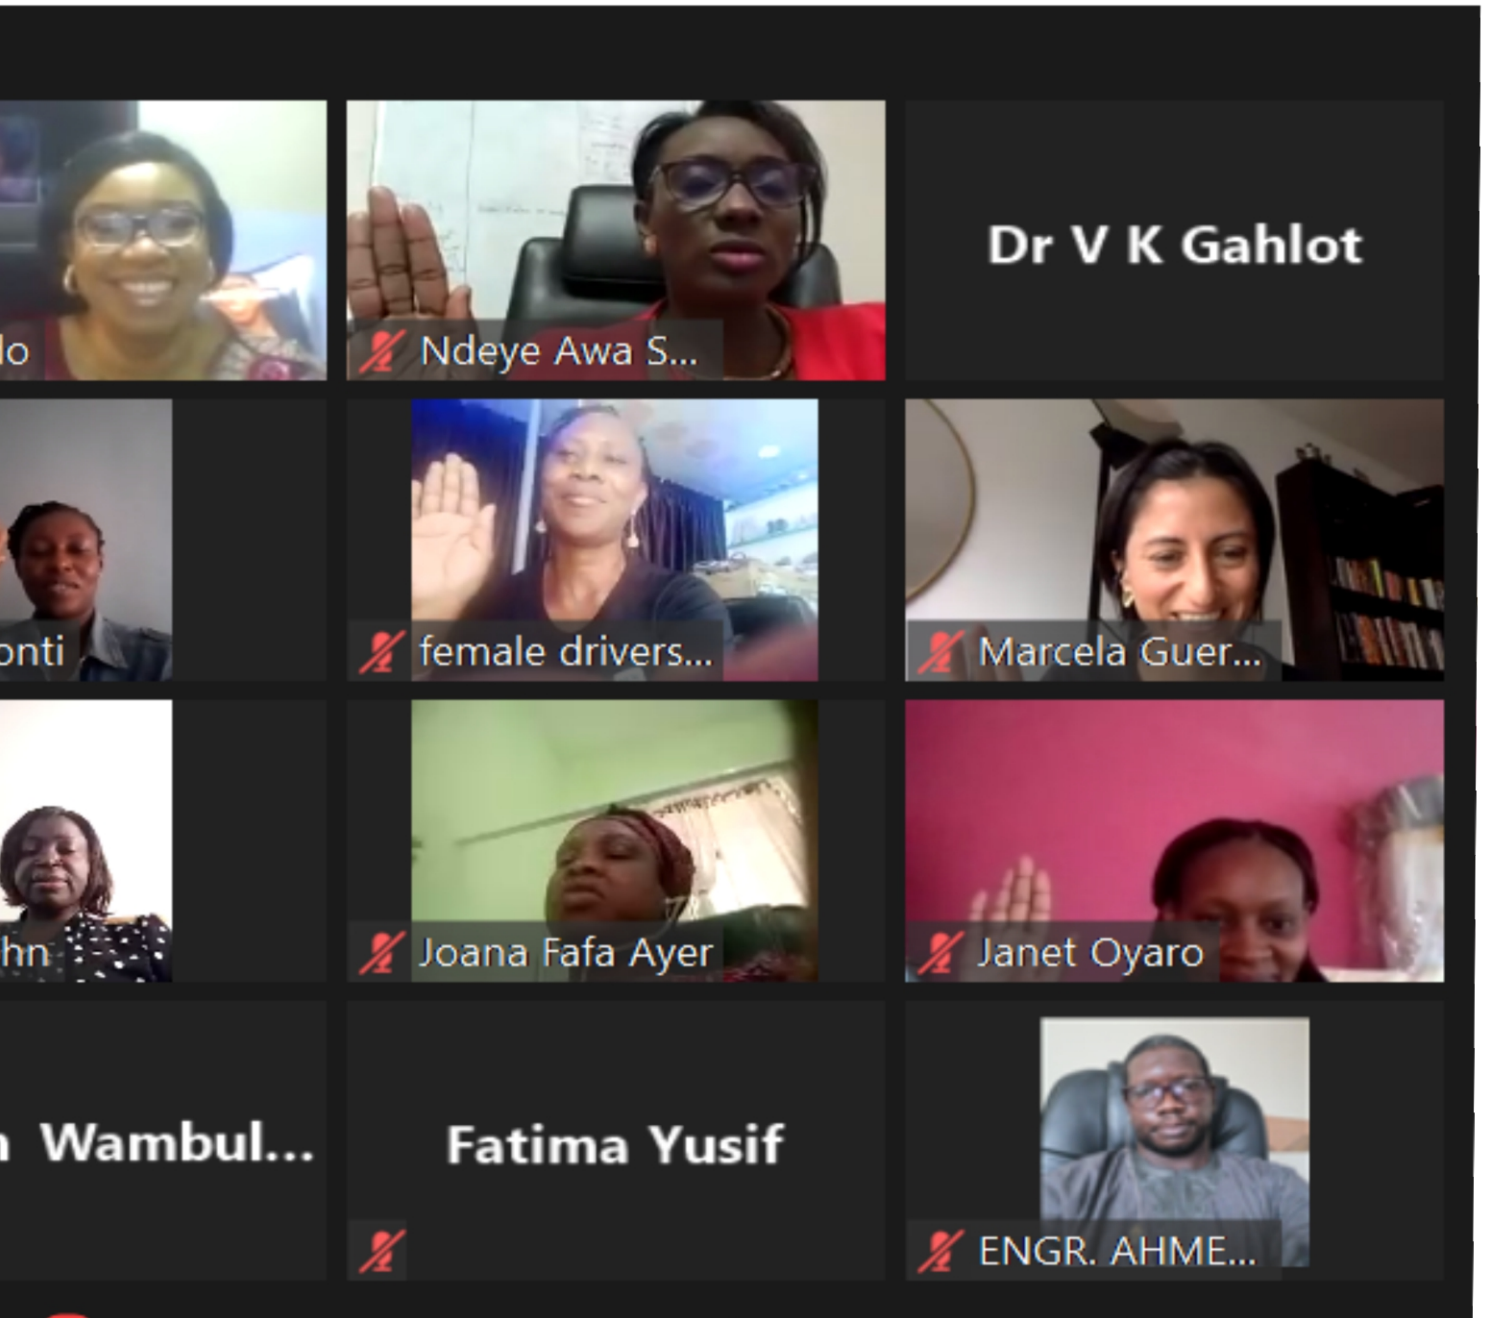 lo
Ndeye Awa S...
Dr V K Gahlot
onti
female drivers...
Marcela Guer...
hn
Joana Fafa Ayer
Janet Oyaro
n Wambul...
Fatima Yusif
ENGR. AHME...